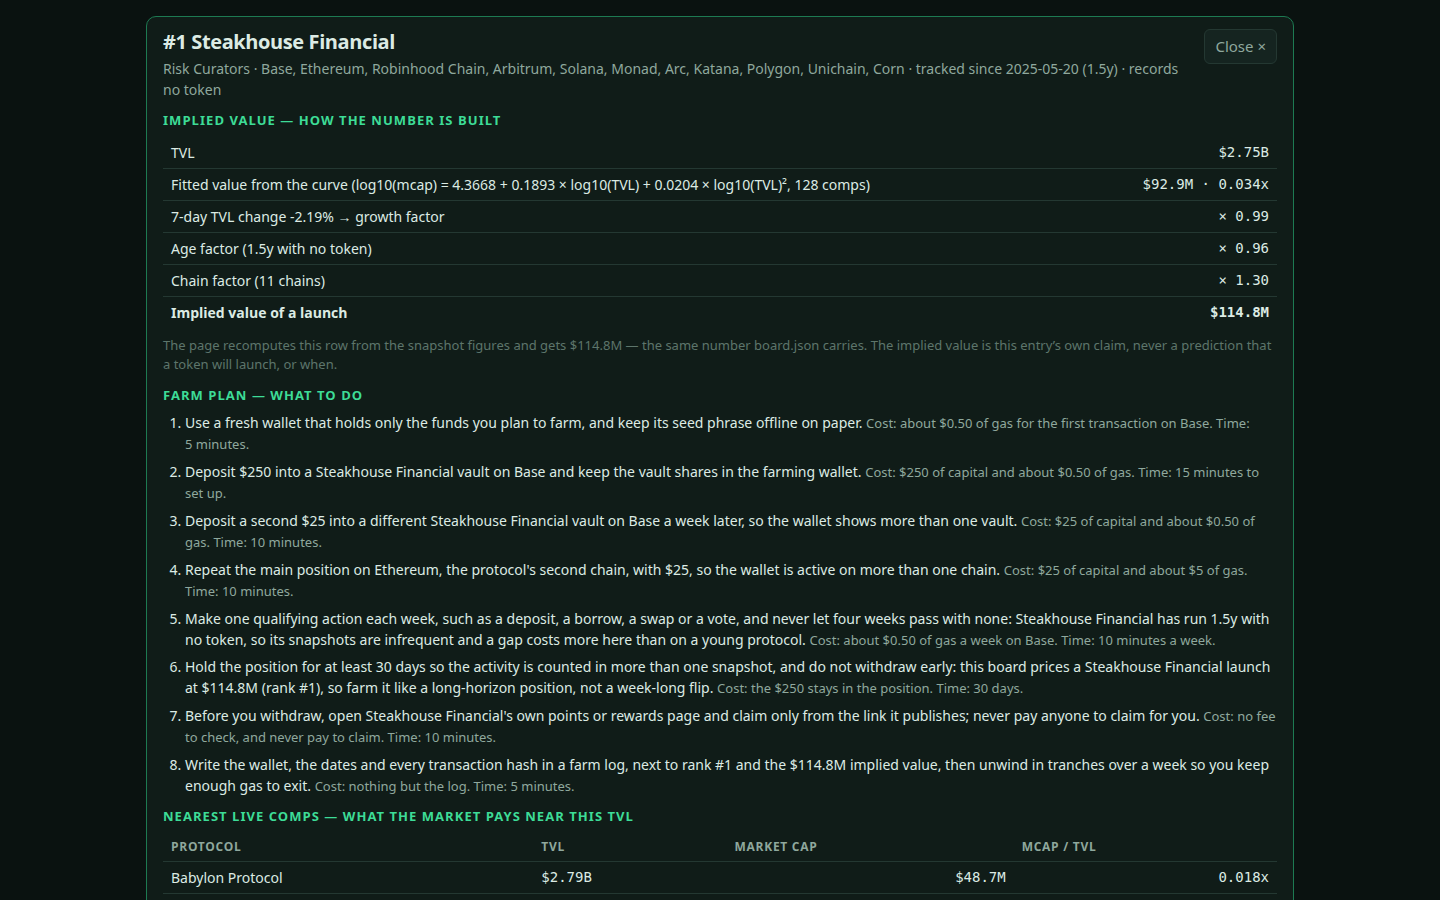 #1 Steakhouse Financial
Close ×
Risk Curators · Base, Ethereum, Robinhood Chain, Arbitrum, Solana, Monad, Arc, Katana, Polygon, Unichain, Corn · tracked since 2025-05-20 (1.5y) · records
no token
IMPLIED VALUE — HOW THE NUMBER IS BUILT
TVL $2.75B
Fitted value from the curve (log10(mcap) = 4.3668 + 0.1893 × log10(TVL) + 0.0204 × log10(TVL)², 128 comps) $92.9M · 0.034x
7-day TVL change -2.19% → growth factor × 0.99
Age factor (1.5y with no token) × 0.96
Chain factor (11 chains) × 1.30
Implied value of a launch $114.8M
The page recomputes this row from the snapshot figures and gets $114.8M — the same number board.json carries. The implied value is this entry's own claim, never a prediction that
a token will launch, or when.
FARM PLAN — WHAT TO DO
1. Use a fresh wallet that holds only the funds you plan to farm, and keep its seed phrase offline on paper. Cost: about $0.50 of gas for the first transaction on Base. Time:
5 minutes.
2. Deposit $250 into a Steakhouse Financial vault on Base and keep the vault shares in the farming wallet. Cost: $250 of capital and about $0.50 of gas. Time: 15 minutes to
set up.
3. Deposit a second $25 into a different Steakhouse Financial vault on Base a week later, so the wallet shows more than one vault. Cost: $25 of capital and about $0.50 of
gas. Time: 10 minutes.
4. Repeat the main position on Ethereum, the protocol's second chain, with $25, so the wallet is active on more than one chain. Cost: $25 of capital and about $5 of gas.
Time: 10 minutes.
5. Make one qualifying action each week, such as a deposit, a borrow, a swap or a vote, and never let four weeks pass with none: Steakhouse Financial has run 1.5y with
no token, so its snapshots are infrequent and a gap costs more here than on a young protocol. Cost: about $0.50 of gas a week on Base. Time: 10 minutes a week.
6. Hold the position for at least 30 days so the activity is counted in more than one snapshot, and do not withdraw early: this board prices a Steakhouse Financial launch
at $114.8M (rank #1), so farm it like a long-horizon position, not a week-long flip. Cost: the $250 stays in the position. Time: 30 days.
7. Before you withdraw, open Steakhouse Financial's own points or rewards page and claim only from the link it publishes; never pay anyone to claim for you. Cost: no fee
to check, and never pay to claim. Time: 10 minutes.
8. Write the wallet, the dates and every transaction hash in a farm log, next to rank #1 and the $114.8M implied value, then unwind in tranches over a week so you keep
enough gas to exit. Cost: nothing but the log. Time: 5 minutes.
NEAREST LIVE COMPS — WHAT THE MARKET PAYS NEAR THIS TVL
PROTOCOL TVL MARKET CAP MCAP / TVL
Babylon Protocol $2.79B $48.7M 0.018x